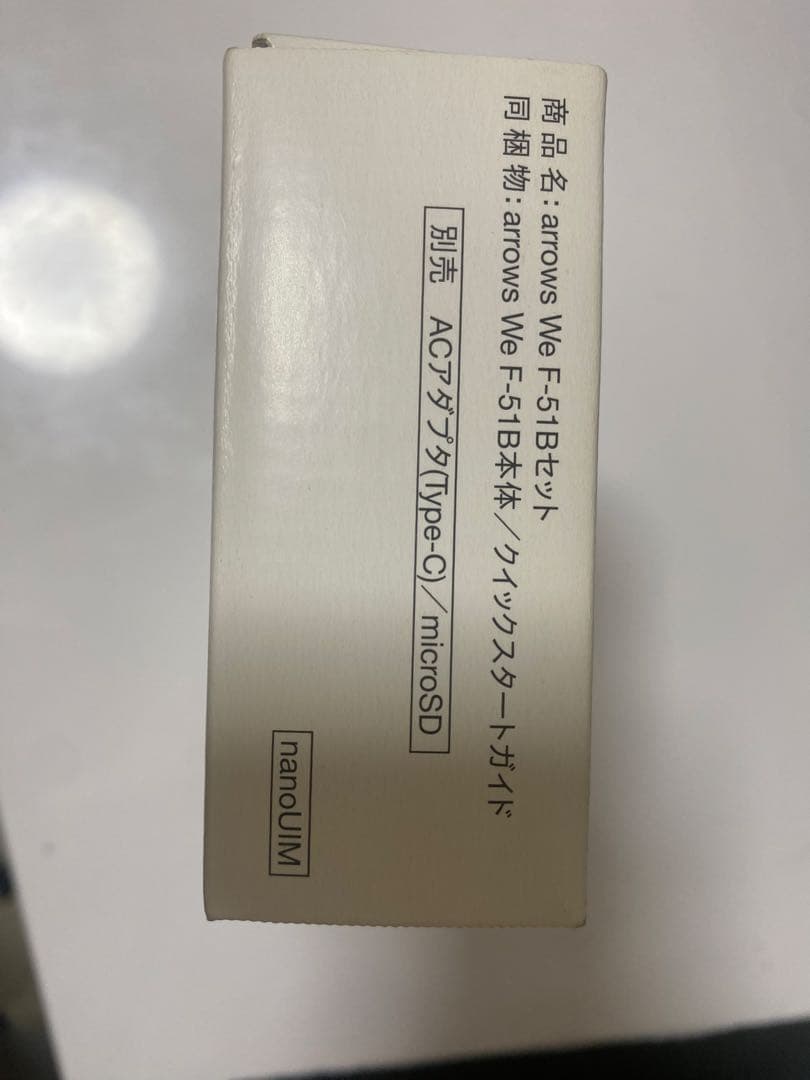 商品名：arrows We F-51Bセット
同梱物：arrows We F-51B本体／クイックスタートガイド
別売　ACアダプタ(Type-C)／microSD
nanoUIM